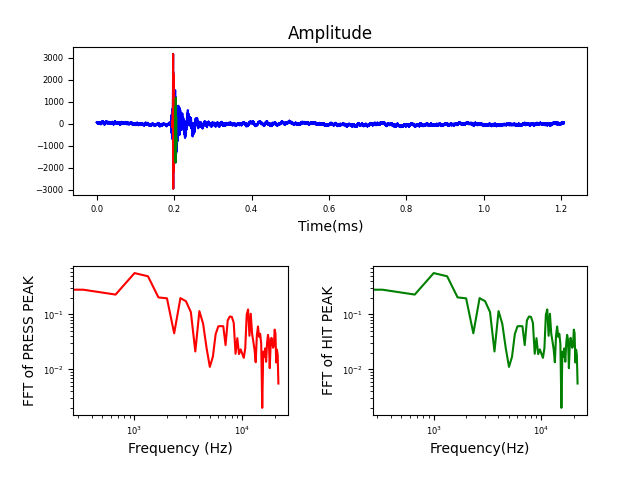 Amplitude
3000
2000
1000
0
−1000
−2000
−3000
0.0 0.2 0.4 0.6 0.8 1.0 1.2
Time(ms)
FFT of PRESS PEAK
10⁻¹
10⁻²
10³ 10⁴
Frequency (Hz)
FFT of HIT PEAK
10⁻¹
10⁻²
10³ 10⁴
Frequency(Hz)